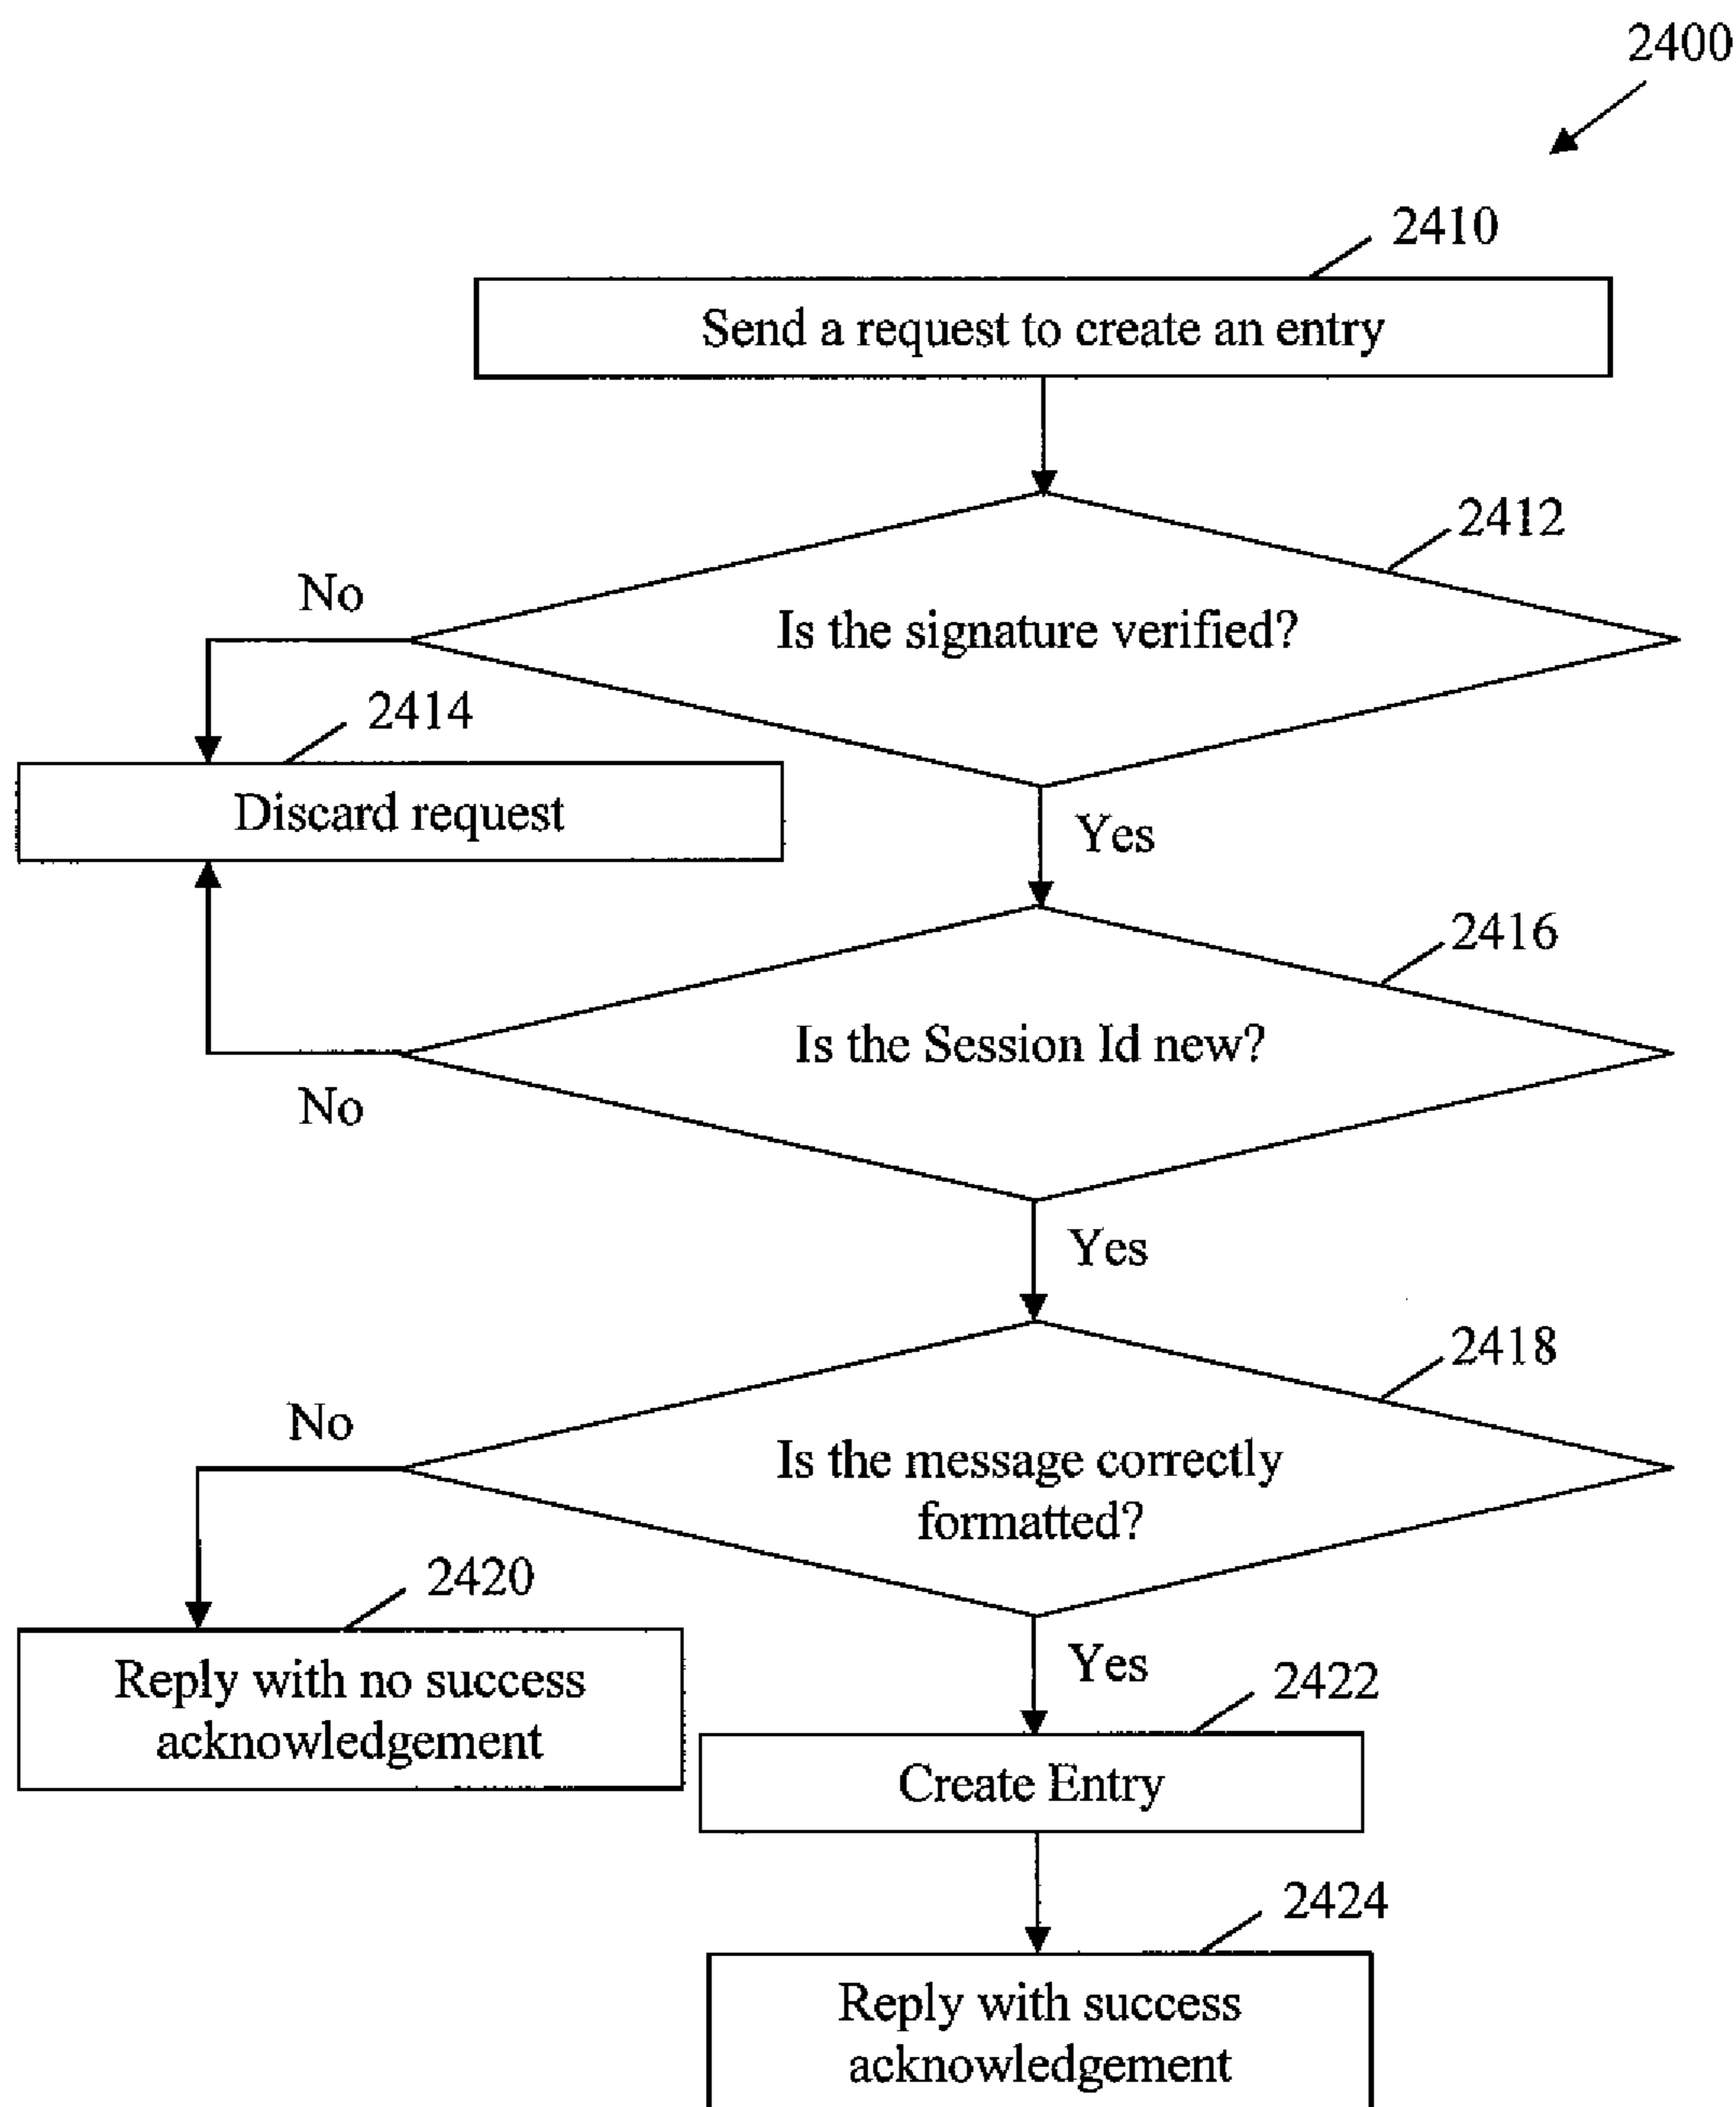 2400
2410
Send a request to create an entry
2412
No
Is the signature verified?
2414
Discard request
Yes
2416
Is the Session Id new?
No
Yes
2418
No
Is the message correctly
formatted?
2420
Reply with no success
acknowledgement
Yes
2422
Create Entry
2424
Reply with success
acknowledgement